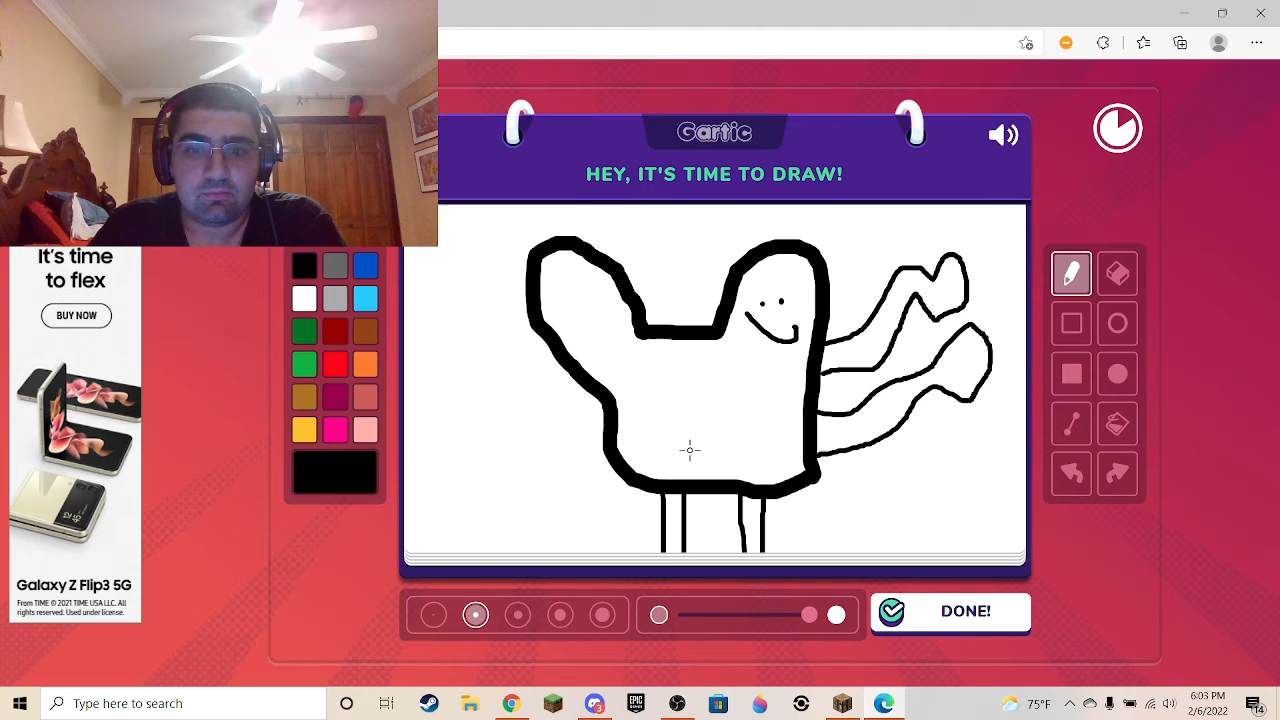 Gartic
HEY, IT'S TIME TO DRAW!
It's time
to flex
BUY NOW
Galaxy Z Flip3 5G
From TIME © 2021 TIME USA LLC. All
rights reserved. Used under license.
DONE!
Type here to search
75°F
6:03 PM
2/6/2022